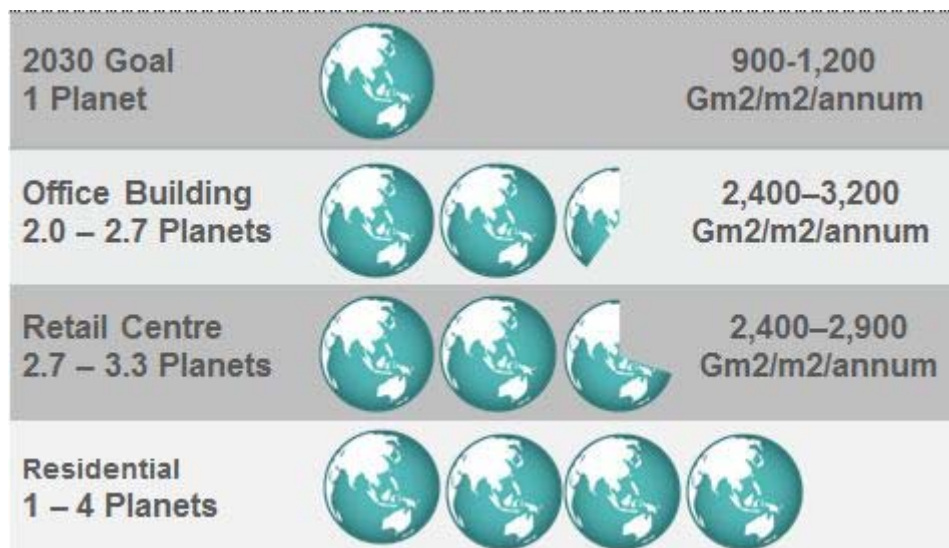 2030 Goal
1 Planet
900-1,200
Gm2/m2/annum
Office Building
2.0 – 2.7 Planets
2,400–3,200
Gm2/m2/annum
Retail Centre
2.7 – 3.3 Planets
2,400–2,900
Gm2/m2/annum
Residential
1 – 4 Planets